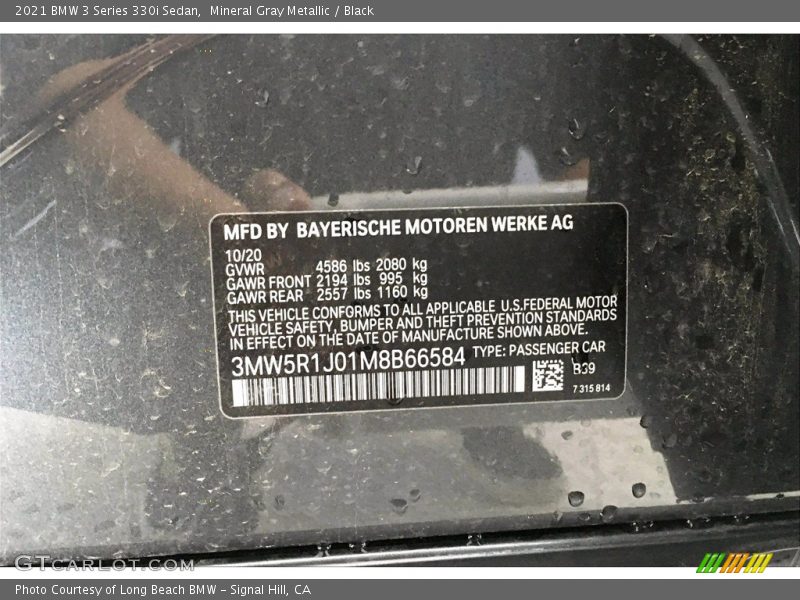 2021 BMW 3 Series 330i Sedan,  Mineral Gray Metallic / Black
MFD BY BAYERISCHE MOTOREN WERKE AG
10/20
GVWR 4586 lbs 2080 kg
GAWR FRONT 2194 lbs 995 kg
GAWR REAR 2557 lbs 1160 kg
THIS VEHICLE CONFORMS TO ALL APPLICABLE U.S.FEDERAL MOTOR
VEHICLE SAFETY, BUMPER AND THEFT PREVENTION STANDARDS
IN EFFECT ON THE DATE OF MANUFACTURE SHOWN ABOVE.
3MW5R1J01M8B66584 TYPE: PASSENGER CAR
B39
7 315 814
GTCarLot.com
Photo Courtesy of Long Beach BMW - Signal Hill, CA